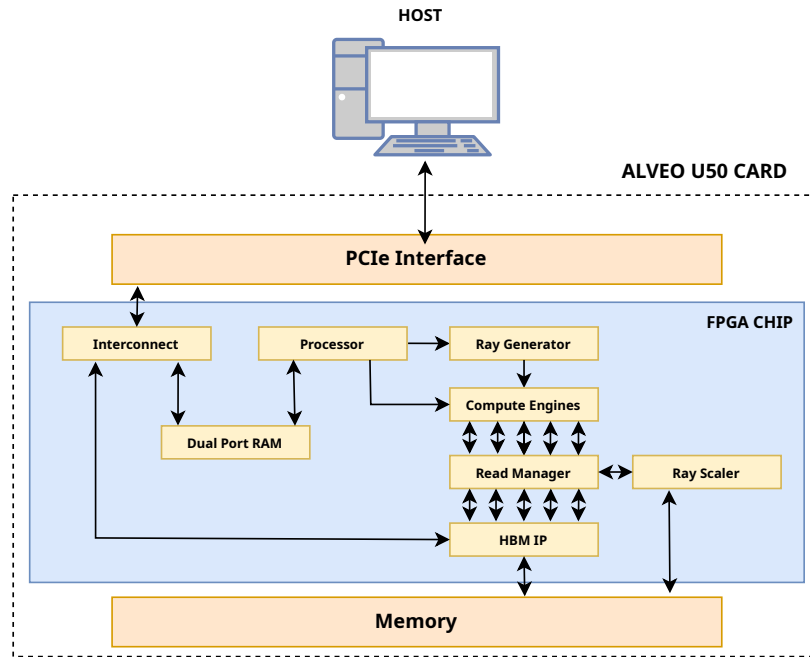 HOST
ALVEO U50 CARD
PCIe Interface
FPGA CHIP
Interconnect
Processor
Ray Generator
Compute Engines
Dual Port RAM
Read Manager
Ray Scaler
HBM IP
Memory